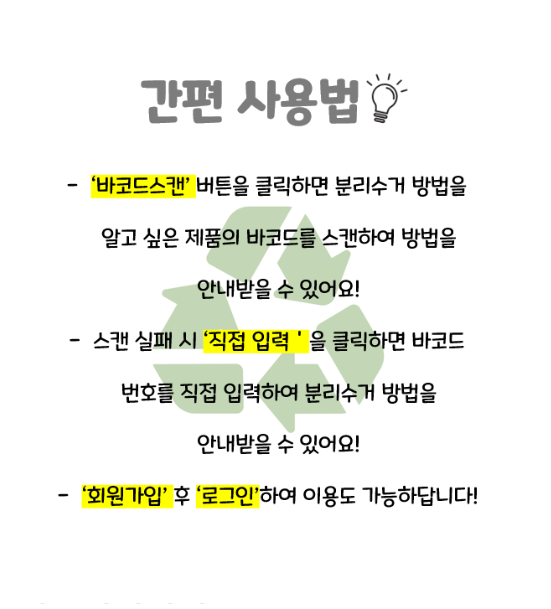 간편 사용법
- ‘바코드스캔’ 버튼을 클릭하면 분리수거 방법을
알고 싶은 제품의 바코드를 스캔하여 방법을
안내받을 수 있어요!
- 스캔 실패 시 ‘직접 입력 '을 클릭하면 바코드
번호를 직접 입력하여 분리수거 방법을
안내받을 수 있어요!
- ‘회원가입’ 후 ‘로그인’하여 이용도 가능하답니다!